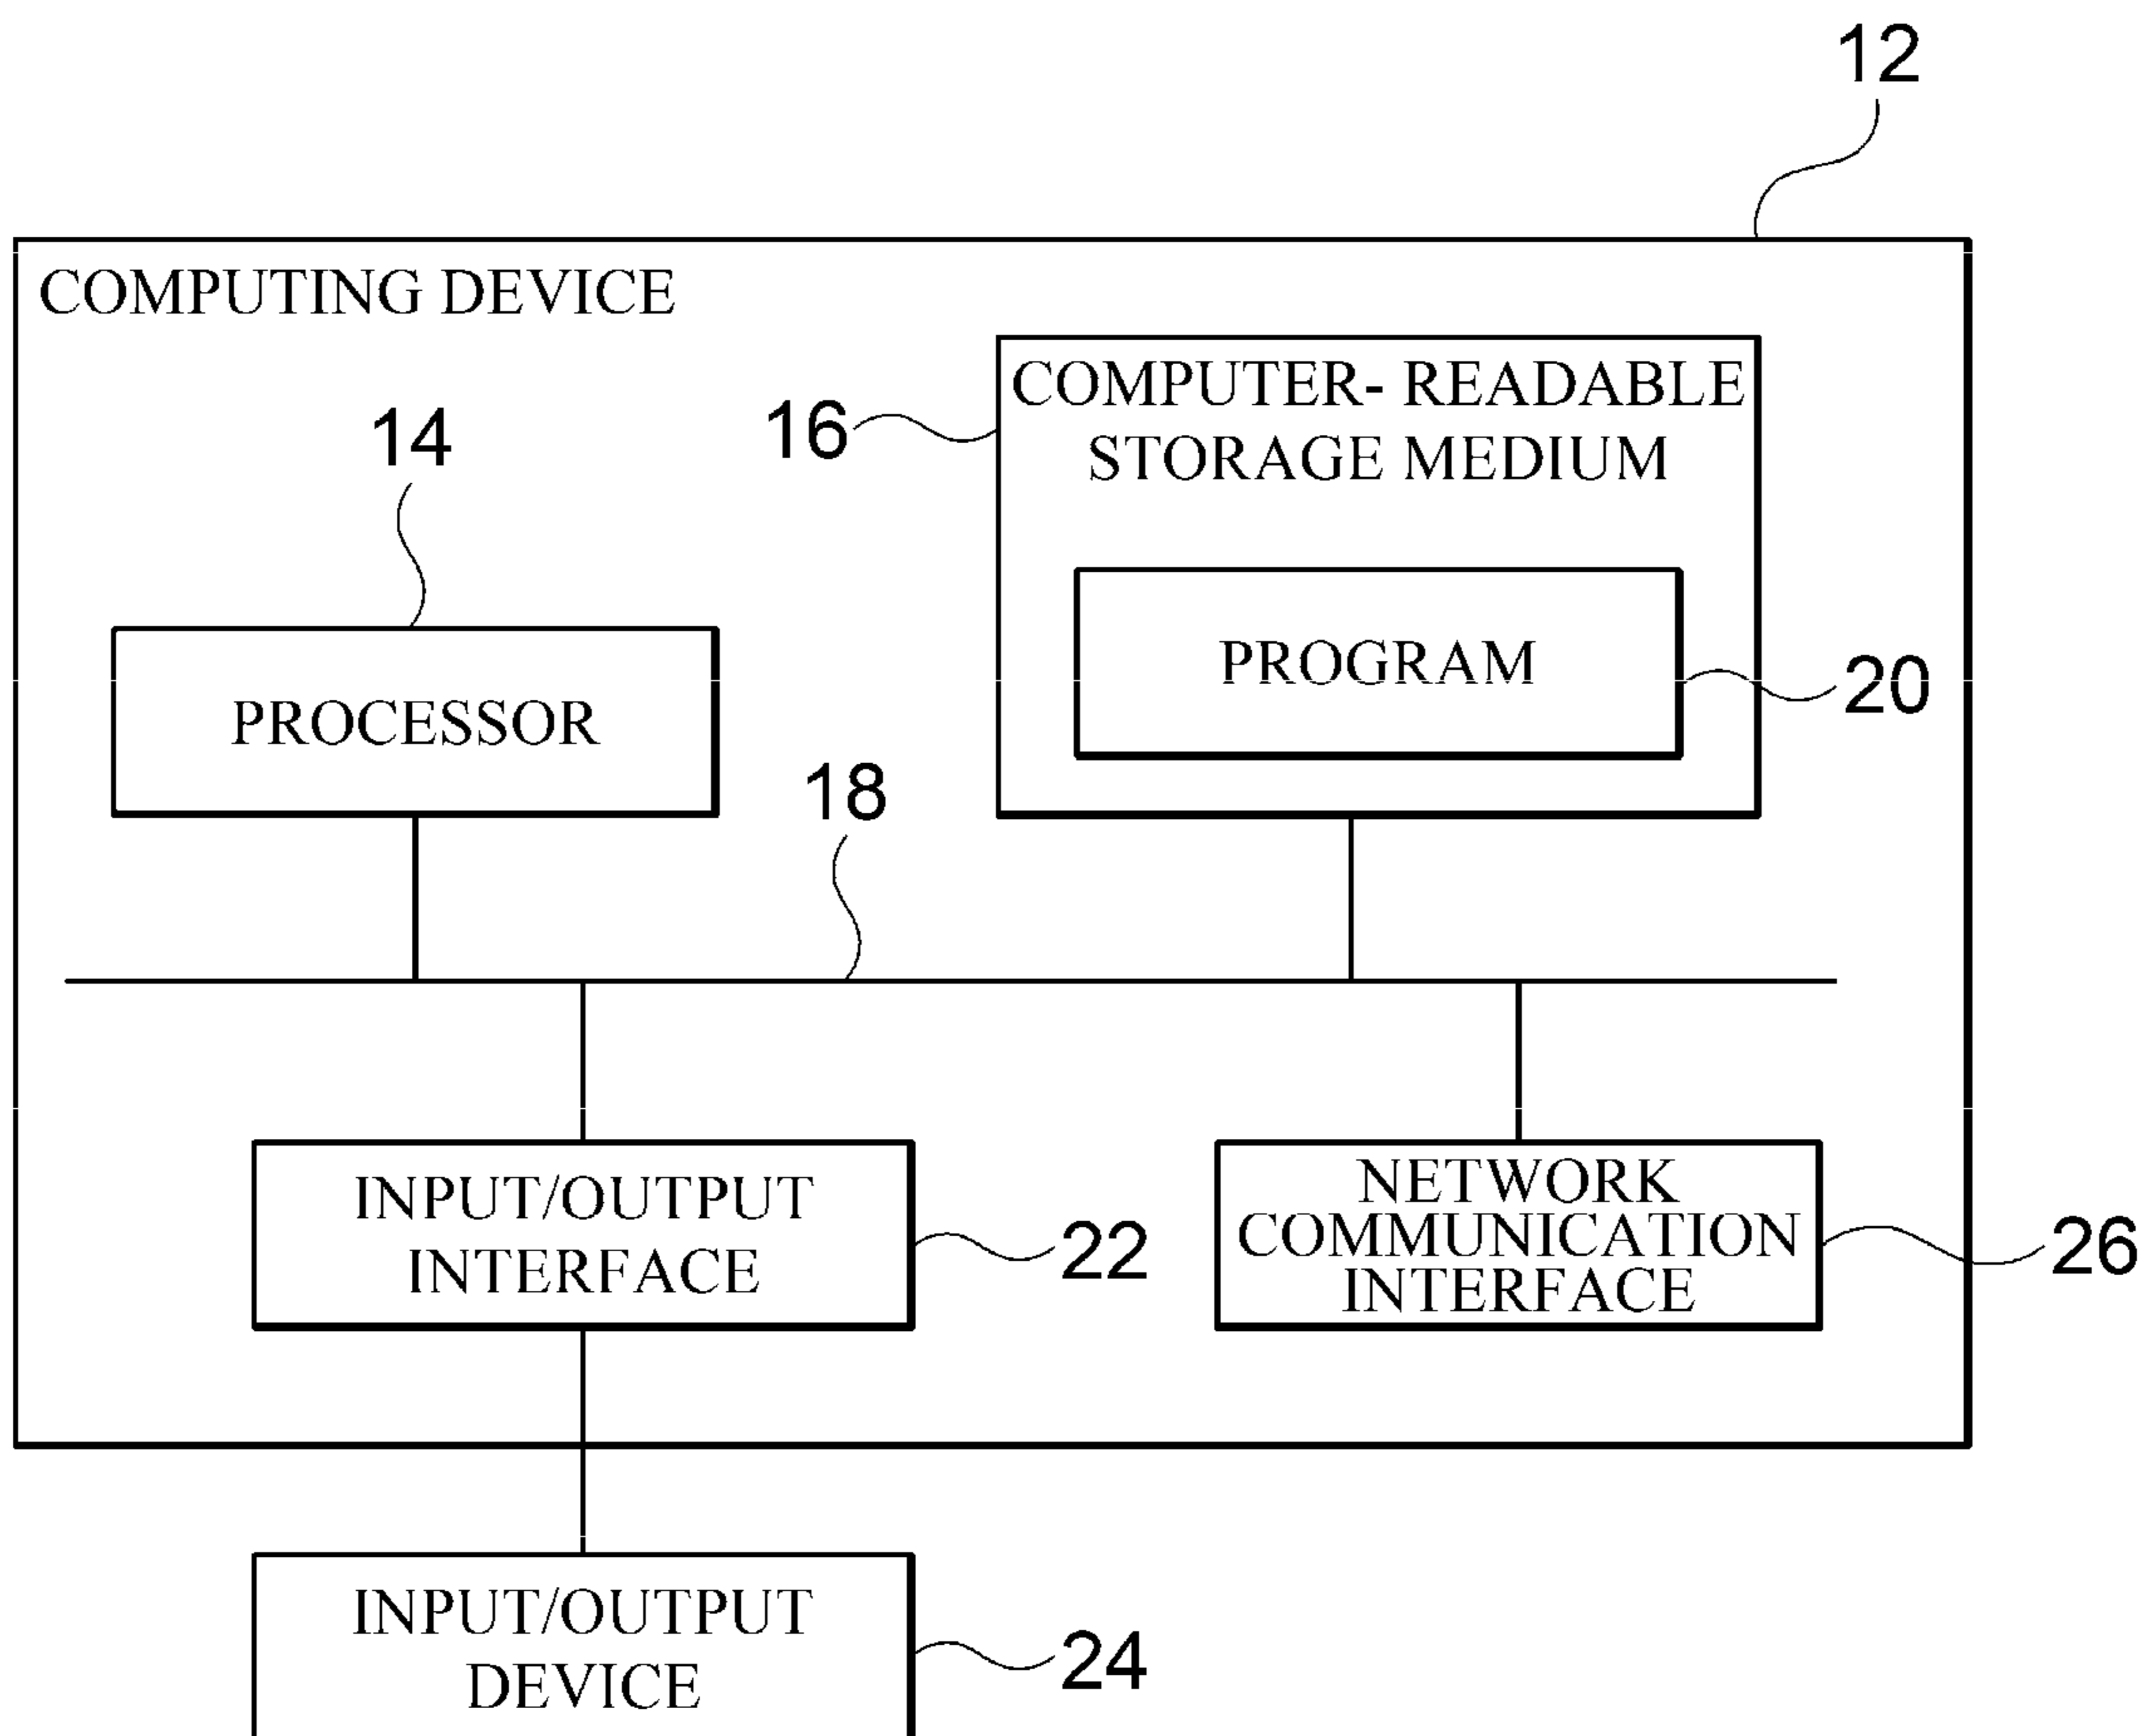 12
COMPUTING DEVICE
COMPUTER- READABLE
STORAGE MEDIUM
16
14
PROGRAM
20
PROCESSOR
18
INPUT/OUTPUT
INTERFACE
22
NETWORK
COMMUNICATION
INTERFACE
26
INPUT/OUTPUT
DEVICE
24